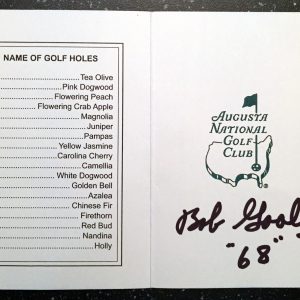 NAME OF GOLF HOLES
Tea Olive
Pink Dogwood
Flowering Peach
Flowering Crab Apple
Magnolia
Juniper
Pampas
Yellow Jasmine
Carolina Cherry
Camellia
White Dogwood
Golden Bell
Azalea
Chinese Fir
Firethorn
Red Bud
Nandina
Holly
AUGUSTA
NATIONAL
GOLF
CLUB
®
Bob Goalby
"68"